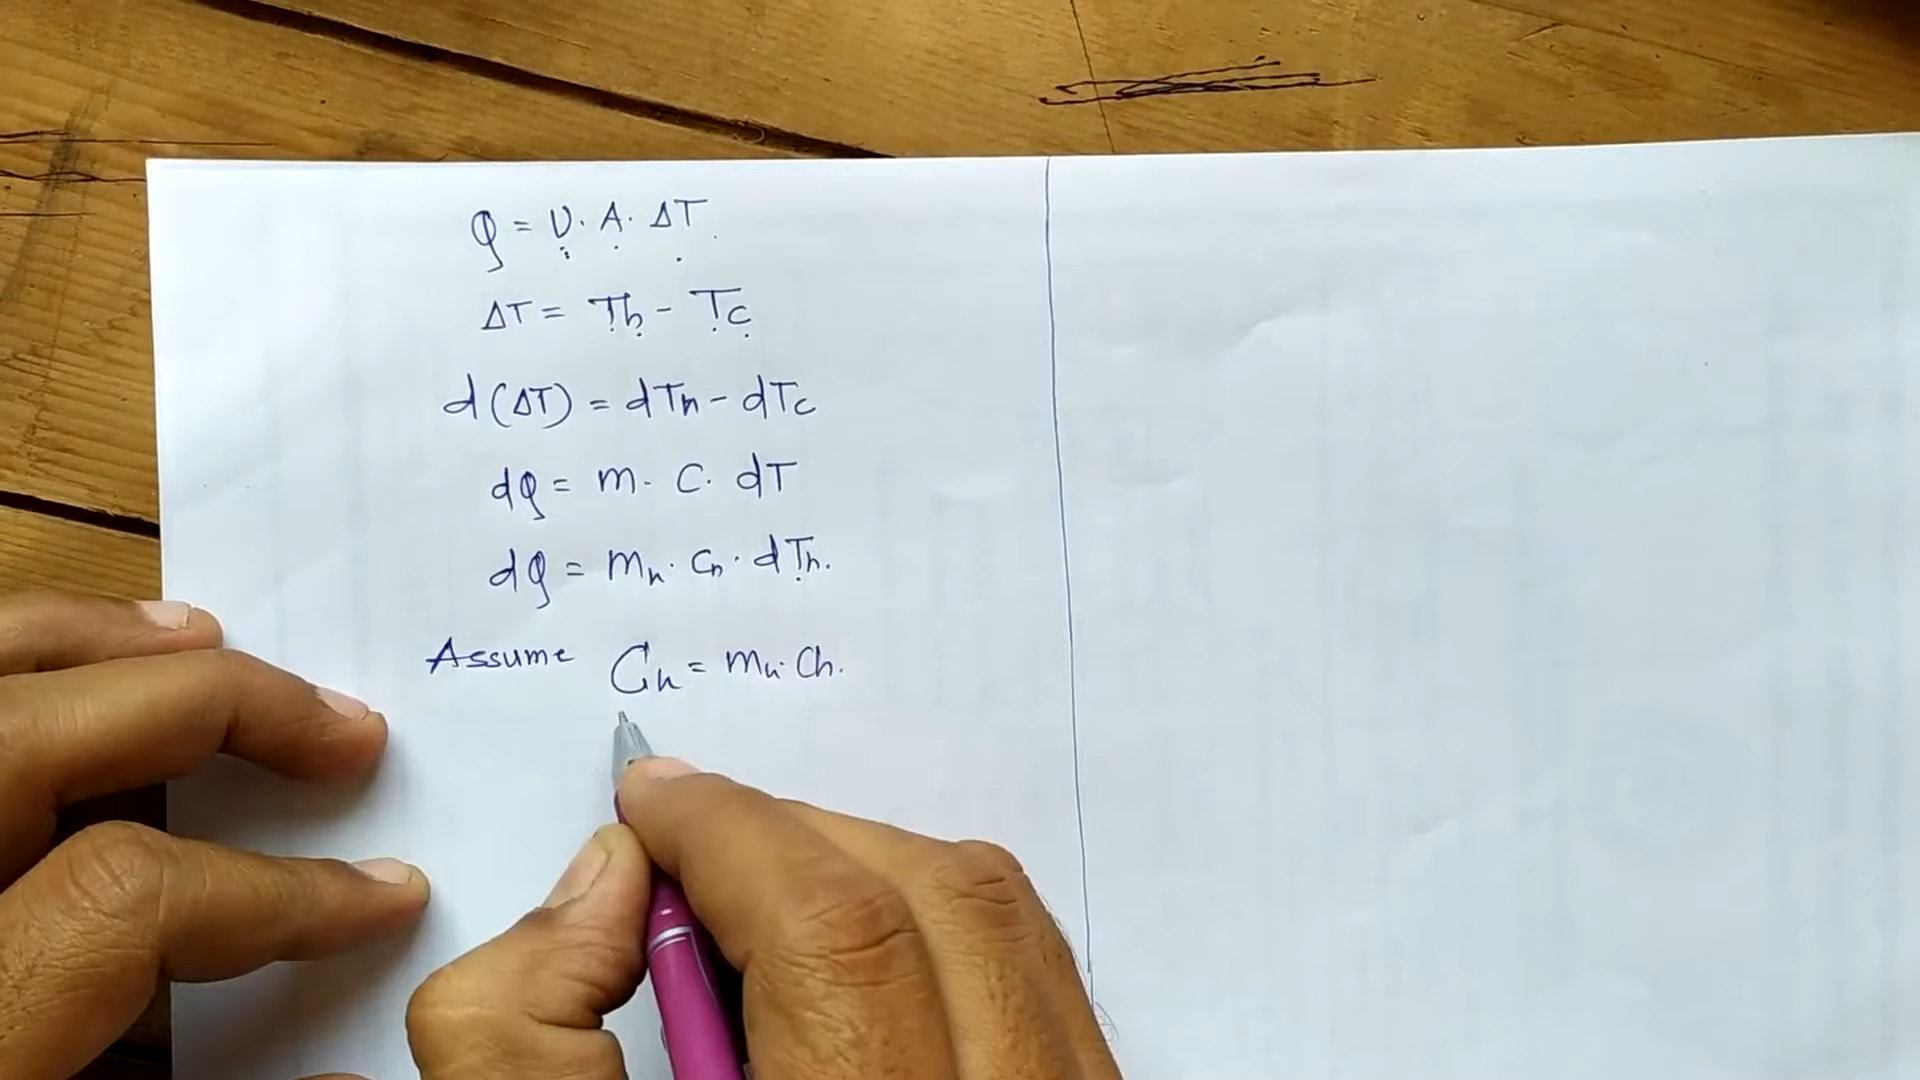 Q = U. A. ΔT.
ΔT = Th - Tc
d(ΔT) = dTh - dTc
dQ = m. C. dT
dQ = mh. Ch. dTh.
Assume Ch = mh. Ch.